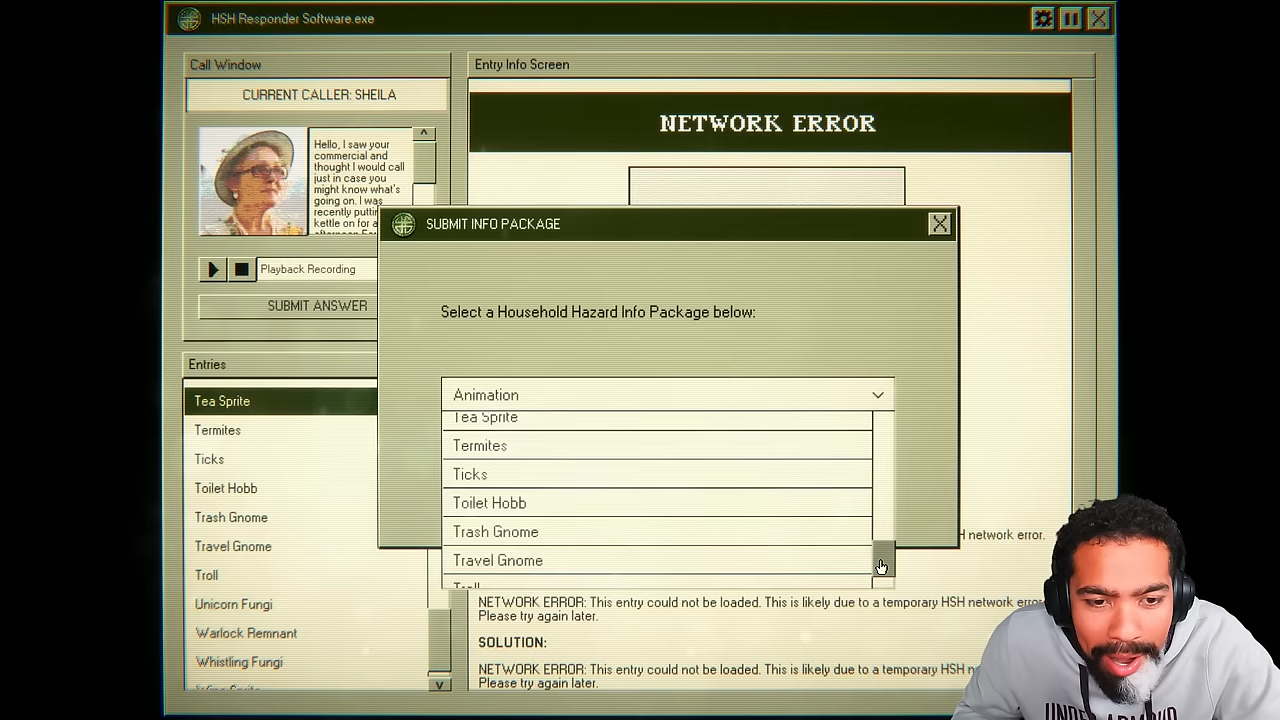 HSH Responder Software.exe
Call Window
CURRENT CALLER: SHEILA
Hello, I saw your
commercial and
thought I would call
just in case you
might know what's
going on. I was
recently
kettle on for a
Playback Recording
SUBMIT ANSWER
Entries
Tea Sprite
Termites
Ticks
Toilet Hobb
Trash Gnome
Travel Gnome
Troll
Unicorn Fungi
Warlock Remnant
Whistling Fungi
Entry Info Screen
NETWORK ERROR
SUBMIT INFO PACKAGE
Select a Household Hazard Info Package below:
Animation
Tea Sprite
Termites
Ticks
Toilet Hobb
Trash Gnome
Travel Gnome
Troll
network error.
NETWORK ERROR: This entry could not be loaded. This is likely due to a temporary HSH network error.
Please try again later.
SOLUTION:
NETWORK ERROR: This entry could not be loaded. This is likely due to a temporary HSH
Please try again later.